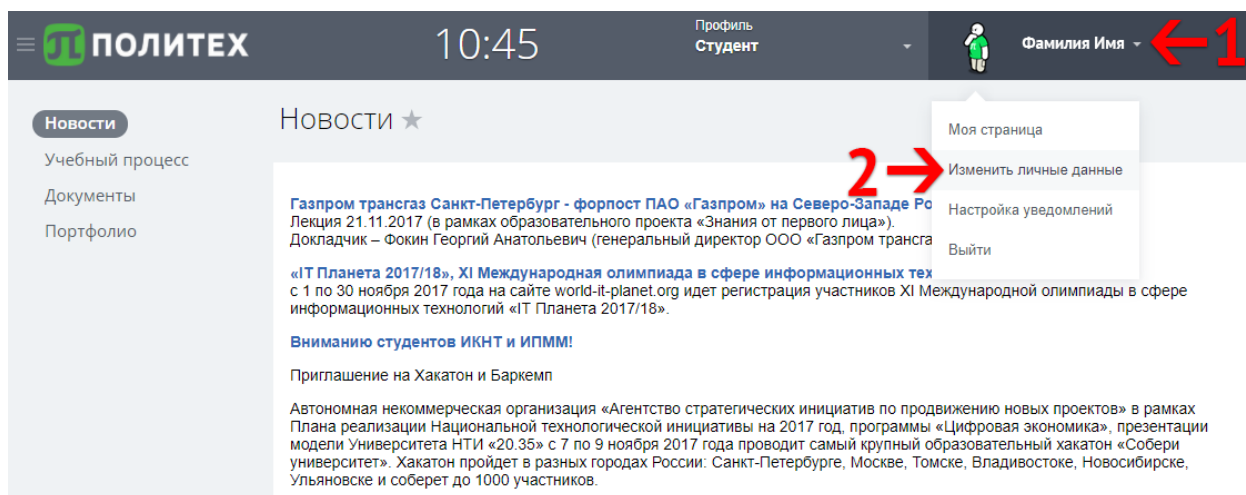 ПОЛИТЕХ
10:45
Профиль
Студент
Фамилия Имя
1
Новости
Учебный процесс
Документы
Портфолио
Новости
Моя страница
2
Изменить личные данные
Настройка уведомлений
Выйти
Газпром трансгаз Санкт-Петербург - форпост ПАО «Газпром» на Северо-Западе
Лекция 21.11.2017 (в рамках образовательного проекта «Знания от первого лица»).
Докладчик – Фокин Георгий Анатольевич (генеральный директор ООО «Газпром
«IT Планета 2017/18», XI Международная олимпиада в сфере информационных
с 1 по 30 ноября 2017 года на сайте world-it-planet.org идет регистрация участников XI Международной олимпиады в сфере
информационных технологий «IT Планета 2017/18».
Вниманию студентов ИКНТ и ИПММ!
Приглашение на Хакатон и Баркемп
Автономная некоммерческая организация «Агентство стратегических инициатив по продвижению новых проектов» в рамках
Плана реализации Национальной технологической инициативы на 2017 год, программы «Цифровая экономика», презентации
модели Университета НТИ «20.35» с 7 по 9 ноября 2017 года проводит самый крупный образовательный хакатон «Собери
университет». Хакатон пройдет в разных городах России: Санкт-Петербурге, Москве, Томске, Владивостоке, Новосибирске,
Ульяновске и соберет до 1000 участников.